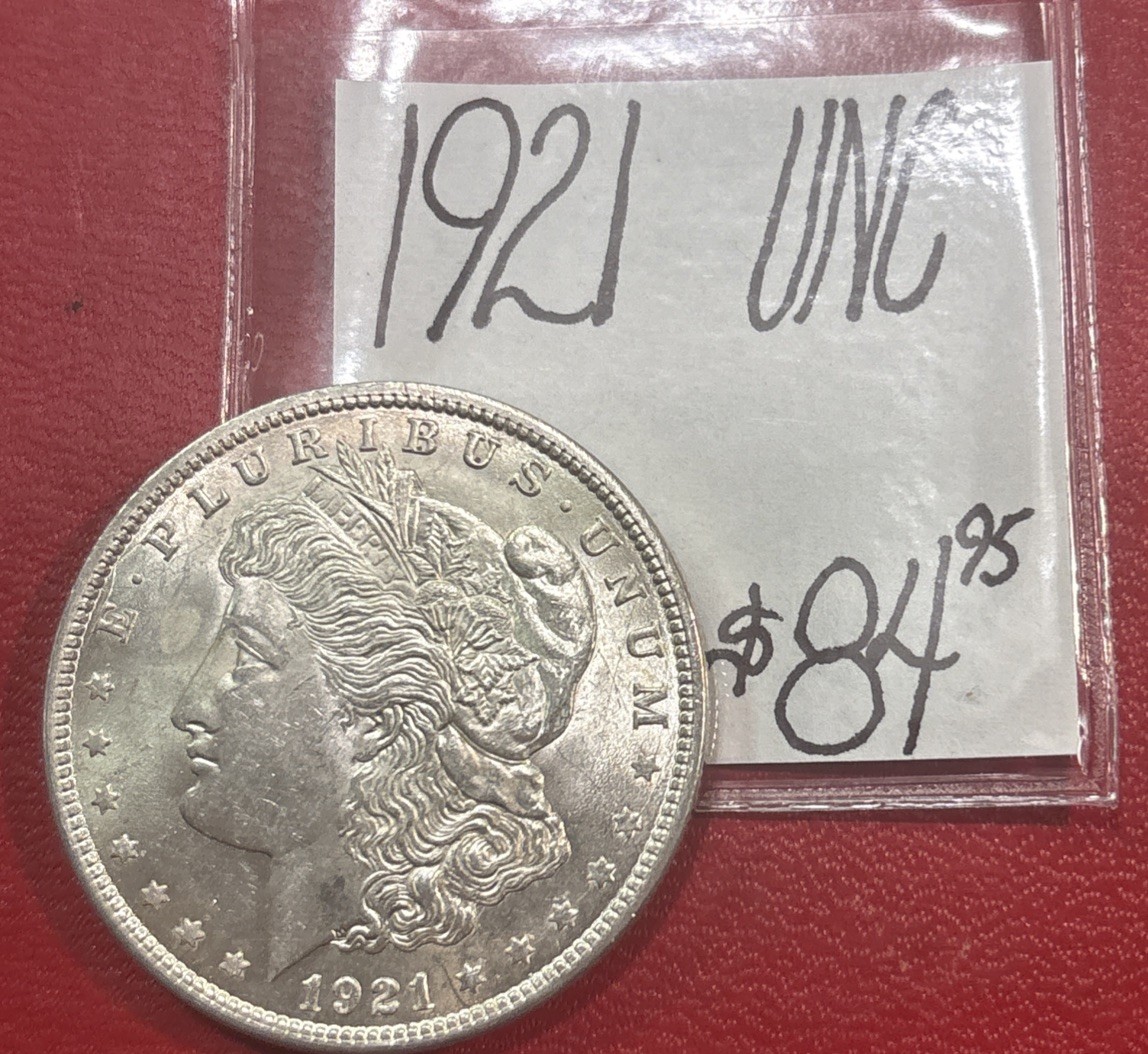 1921 UNC
$84 95
E · PLURIBUS · UNUM
LIBERTY
1921